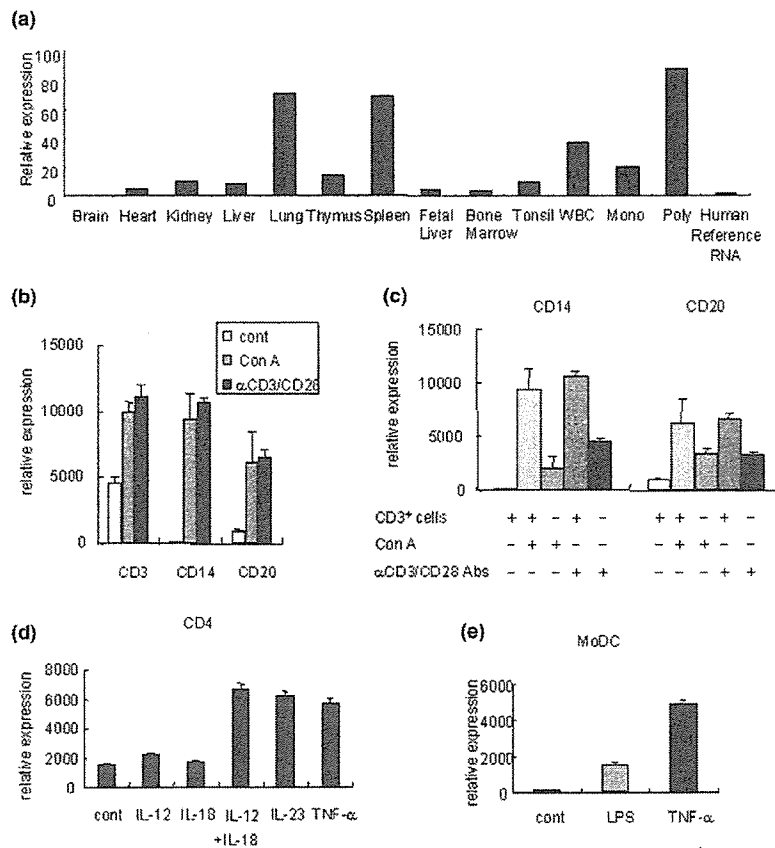 (a)
Relative expression
100
80
60
40
20
0
Brain Heart Kidney Liver Lung Thymus Spleen Fetal Liver Bone Marrow Tonsil WBC Mono Poly Human Reference RNA
(b)
cont
Con A
αCD3/CD28
relative expression
15000
10000
5000
0
CD3 CD14 CD20
(c)
CD14 CD20
relative expression
15000
10000
5000
0
CD3+ cells + + - + - + + - + -
Con A - + + - - - + + - -
αCD3/CD28 Abs - - - + + - - - + +
(d)
CD4
relative expression
8000
6000
4000
2000
0
cont IL-12 IL-18 IL-12 +IL-18 IL-23 TNF-α
(e)
MoDC
relative expression
6000
4000
2000
0
cont LPS TNF-α